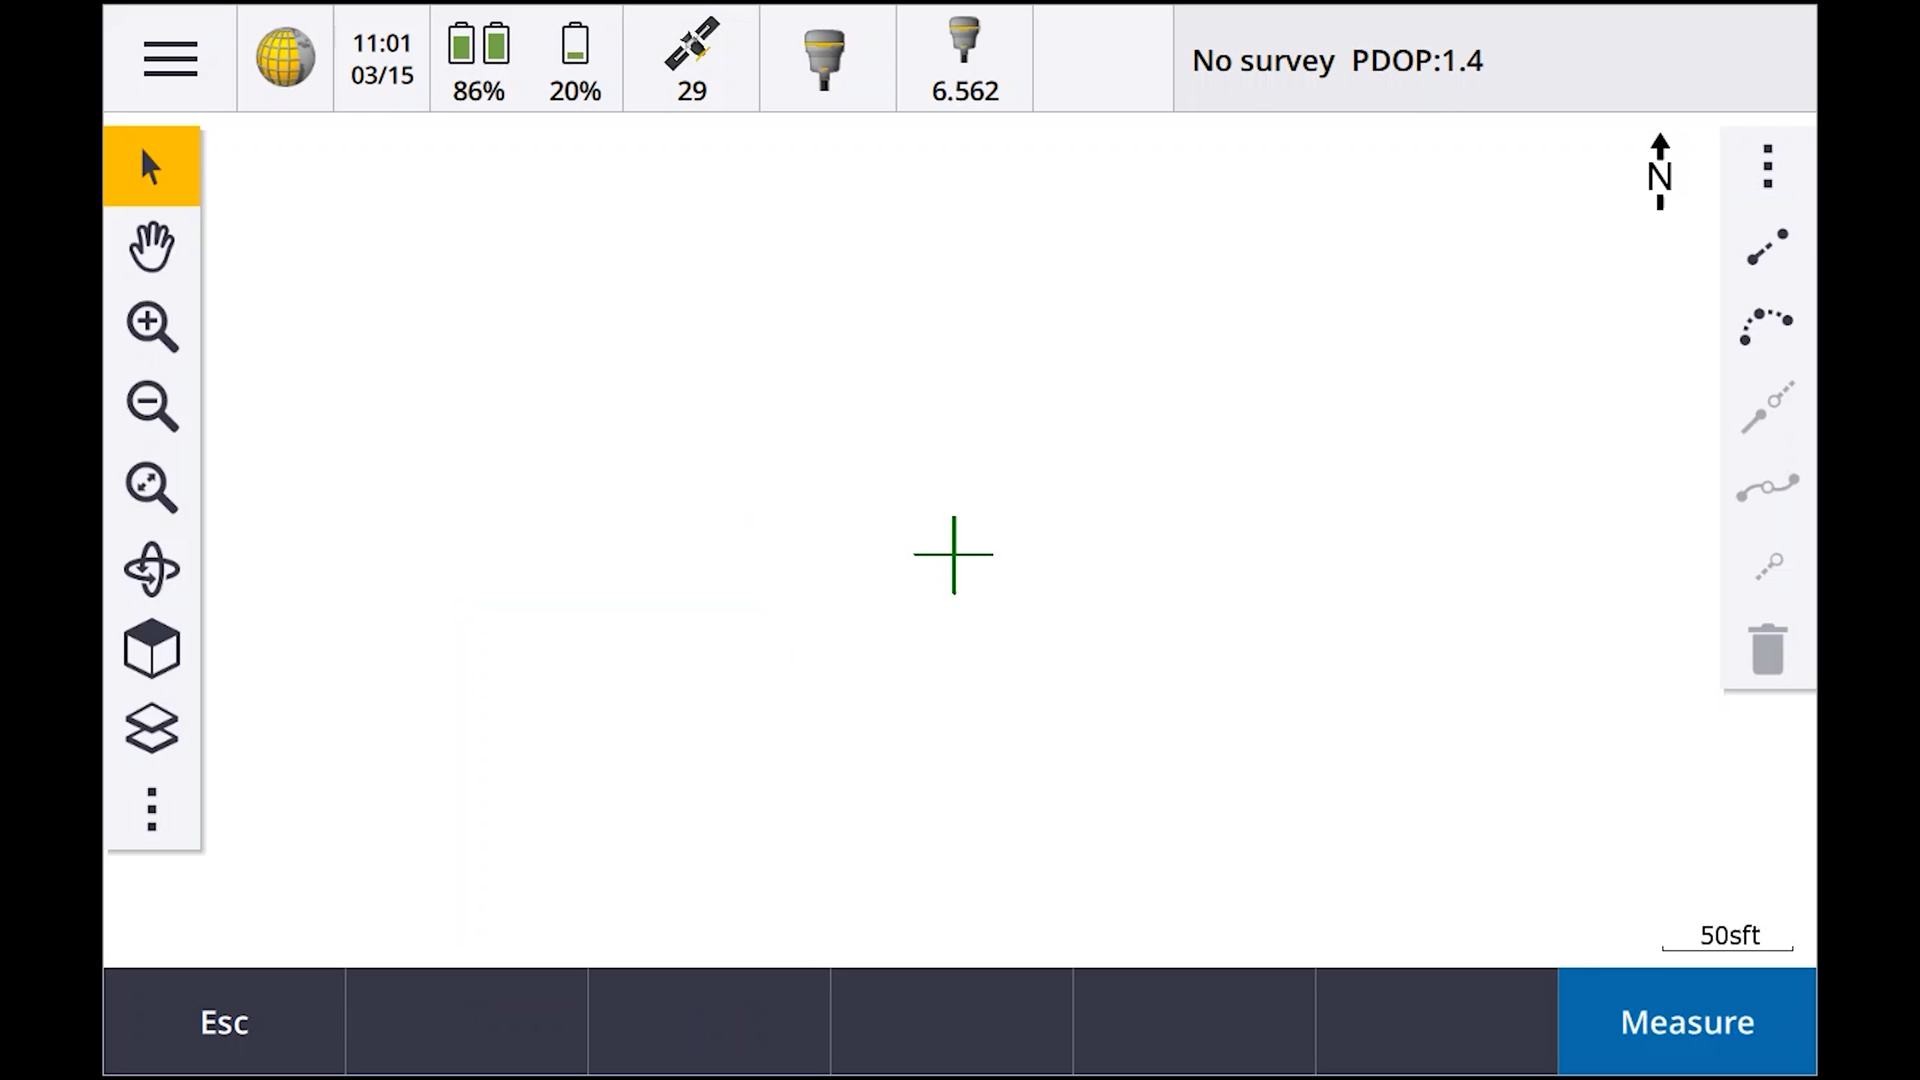 11:01
03/15
86%
20%
29
6.562
No survey PDOP:1.4
N
50sft
Esc
Measure